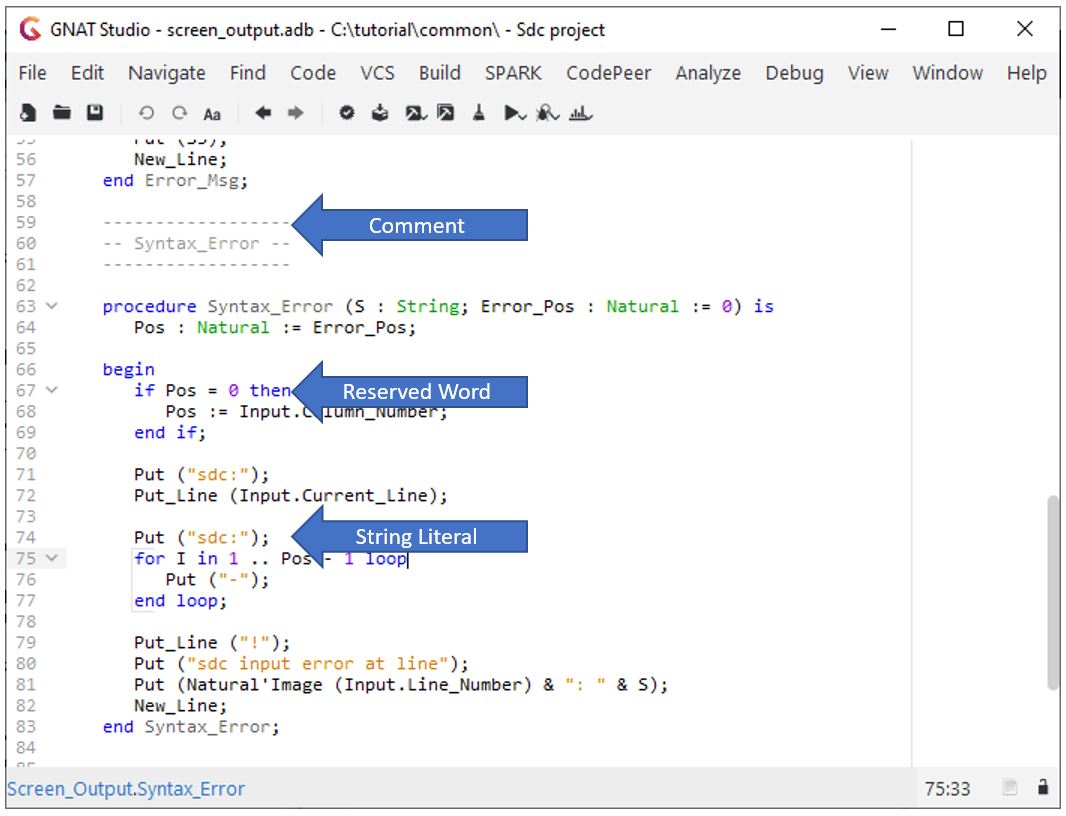 GNAT Studio - screen_output.adb - C:\tutorial\common\ - Sdc project
File Edit Navigate Find Code VCS Build SPARK CodePeer Analyze Debug View Window Help
Aa
55 Put (SS);
56 New_Line;
57 end Error_Msg;
58
59 ------------------
Comment
60 -- Syntax_Error --
61 ------------------
62
63 procedure Syntax_Error (S : String; Error_Pos : Natural := 0) is
64 Pos : Natural := Error_Pos;
65
66 begin
67 if Pos = 0 then
Reserved Word
68 Pos := Input.Column_Number;
69 end if;
70
71 Put ("sdc:");
72 Put_Line (Input.Current_Line);
73
74 Put ("sdc:");
String Literal
75 for I in 1 .. Pos - 1 loop
76 Put ("-");
77 end loop;
78
79 Put_Line ("!");
80 Put ("sdc input error at line");
81 Put (Natural'Image (Input.Line_Number) & ": " & S);
82 New_Line;
83 end Syntax_Error;
84
85
Screen_Output.Syntax_Error 75:33